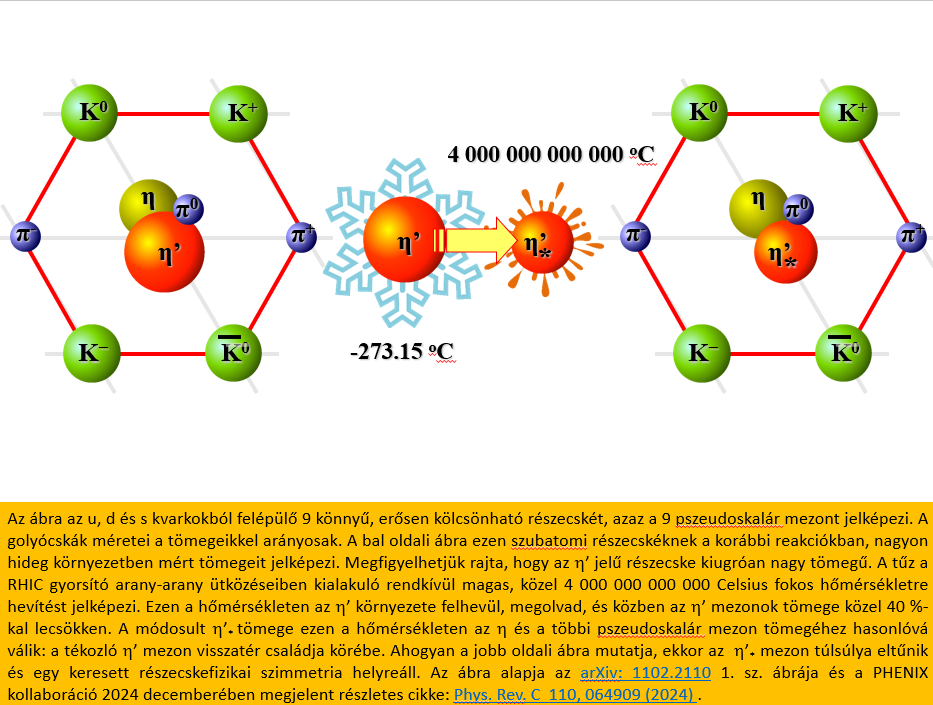 K⁰ K⁺ K⁰ K⁺
4 000 000 000 000 ᵒC
η π⁰ η π⁰
π⁻ η’ π⁺ η’ η’* π⁻ η’* π⁺
-273.15 ᵒC
K⁻ K̅⁰ K⁻ K̅⁰
Az ábra az u, d és s kvarkokból felépülő 9 könnyű, erősen kölcsönható részecskét, azaz a 9 pszeudoskalár mezont jelképezi. A
golyócskák méretei a tömegeikkel arányosak. A bal oldali ábra ezen szubatomi részecskéknek a korábbi reakciókban, nagyon
hideg környezetben mért tömegeit jelképezi. Megfigyelhetjük rajta, hogy az η’ jelű részecske kiugróan nagy tömegű. A tűz a
RHIC gyorsító arany-arany ütközéseiben kialakuló rendkívül magas, közel 4 000 000 000 000 Celsius fokos hőmérsékletre
hevítést jelképezi. Ezen a hőmérsékleten az η’ környezete felhevül, megolvad, és közben az η’ mezonok tömege közel 40 %-
kal lecsökken. A módosult η’* tömege ezen a hőmérsékleten az η és a többi pszeudoskalár mezon tömegéhez hasonlóvá
válik: a tékozló η’ mezon visszatér családja körébe. Ahogyan a jobb oldali ábra mutatja, ekkor az η’* mezon túlsúlya eltűnik
és egy keresett részecskefizikai szimmetria helyreáll. Az ábra alapja az arXiv: 1102.2110 1. sz. ábrája és a PHENIX
kollaboráció 2024 decemberében megjelent részletes cikke: Phys. Rev. C 110, 064909 (2024) .